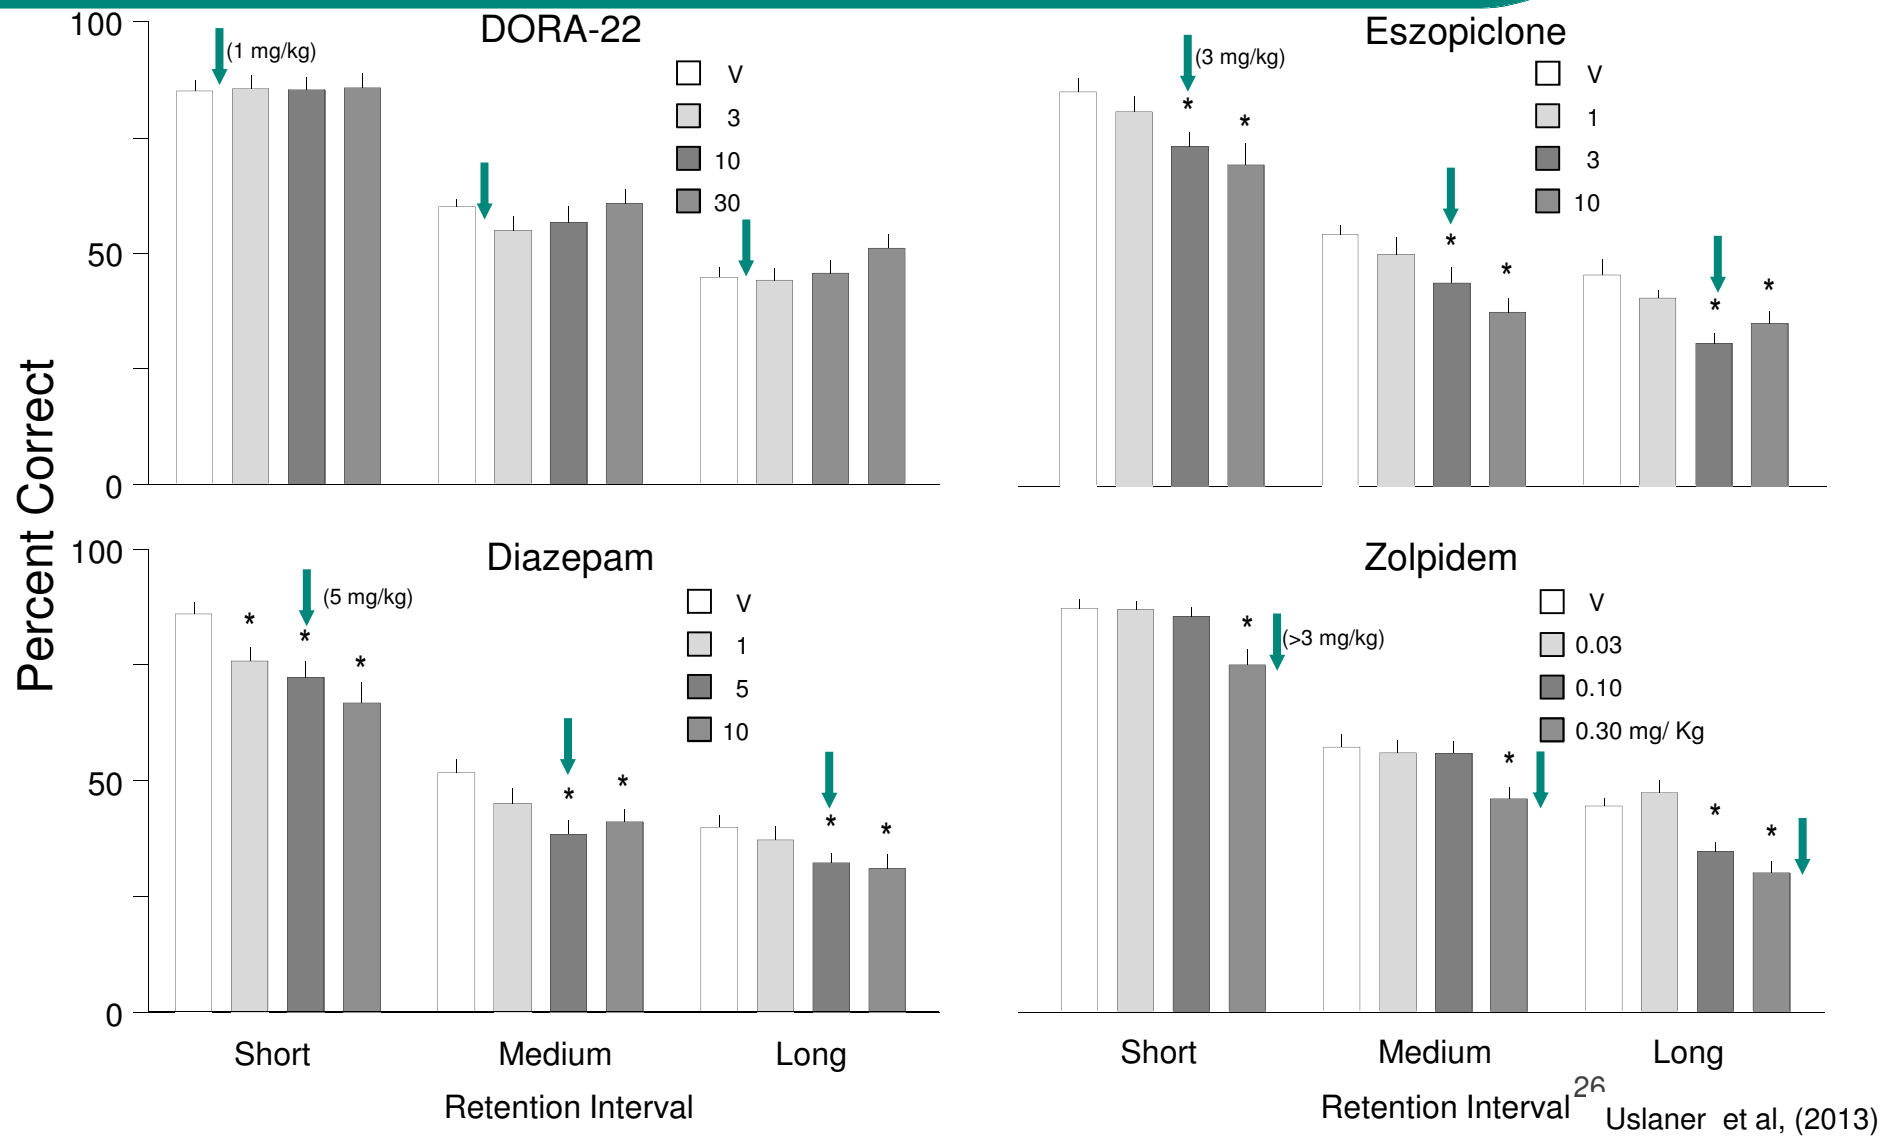 Percent Correct
DORA-22
100
50
0
(1 mg/kg)
V
3
10
30
Eszopiclone
(3 mg/kg)
* *
* *
* *
V
1
3
10
Diazepam
100
50
0
(5 mg/kg)
* * *
* *
* *
V
1
5
10
Short Medium Long
Retention Interval
Zolpidem
(>3 mg/kg)
*
*
* *
V
0.03
0.10
0.30 mg/ Kg
Short Medium Long
Retention Interval
26
Uslaner et al, (2013)